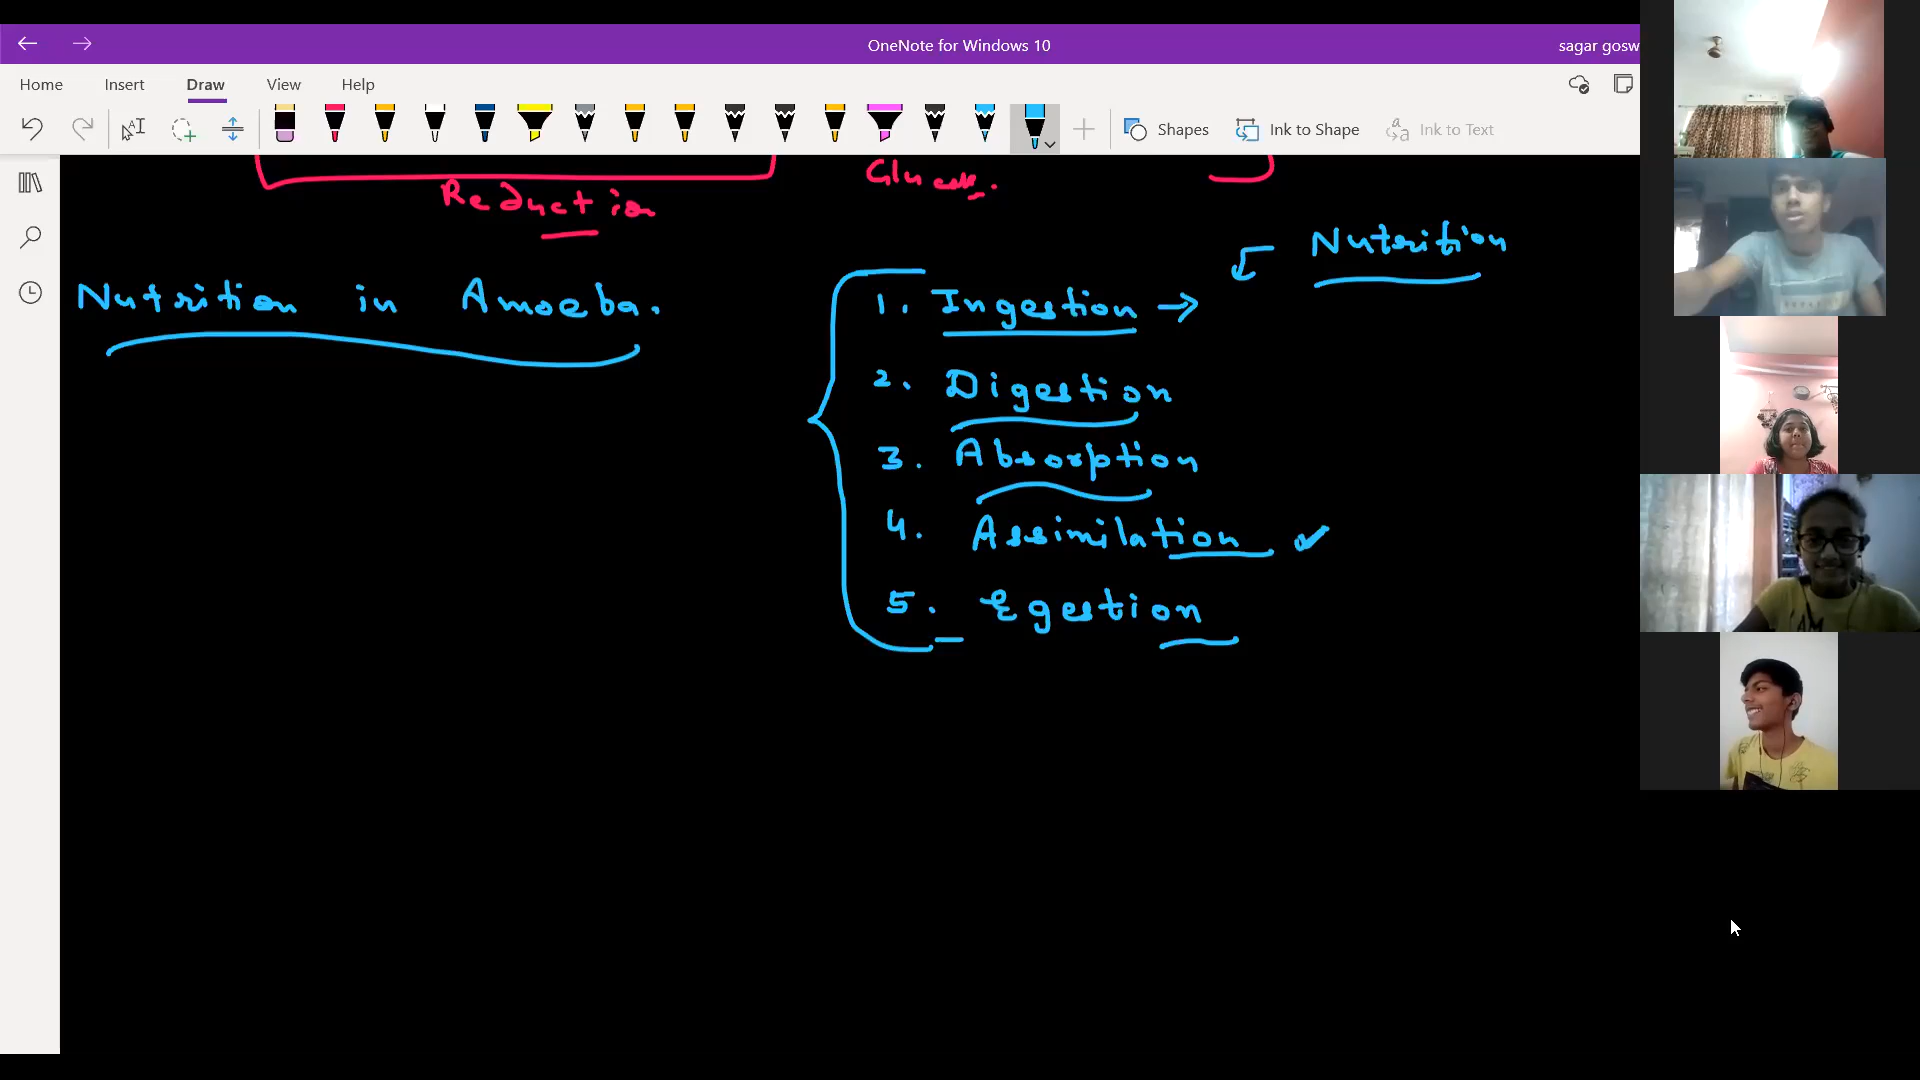 OneNote for Windows 10
sagar gosw
Home Insert Draw View Help
Shapes Ink to Shape Ink to Text
Reduction
Glucose.
Nutrition
Nutrition in Amoeba.
1. Ingestion →
2. Digestion
3. Absorption
4. Assimilation ✓
5. Egestion